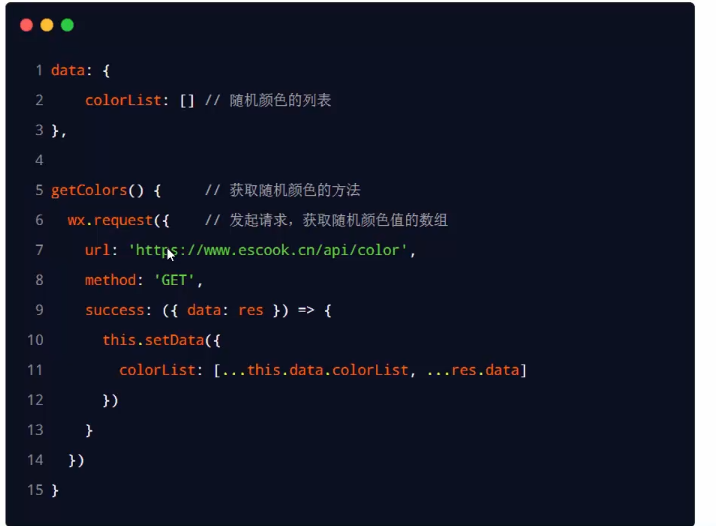 1 data: {
2 colorList: [] // 随机颜色的列表
3 },
4
5 getColors() { // 获取随机颜色的方法
6 wx.request({ // 发起请求，获取随机颜色值的数组
7 url: 'https://www.escook.cn/api/color',
8 method: 'GET',
9 success: ({ data: res }) => {
10 this.setData({
11 colorList: [...this.data.colorList, ...res.data]
12 })
13 }
14 })
15 }